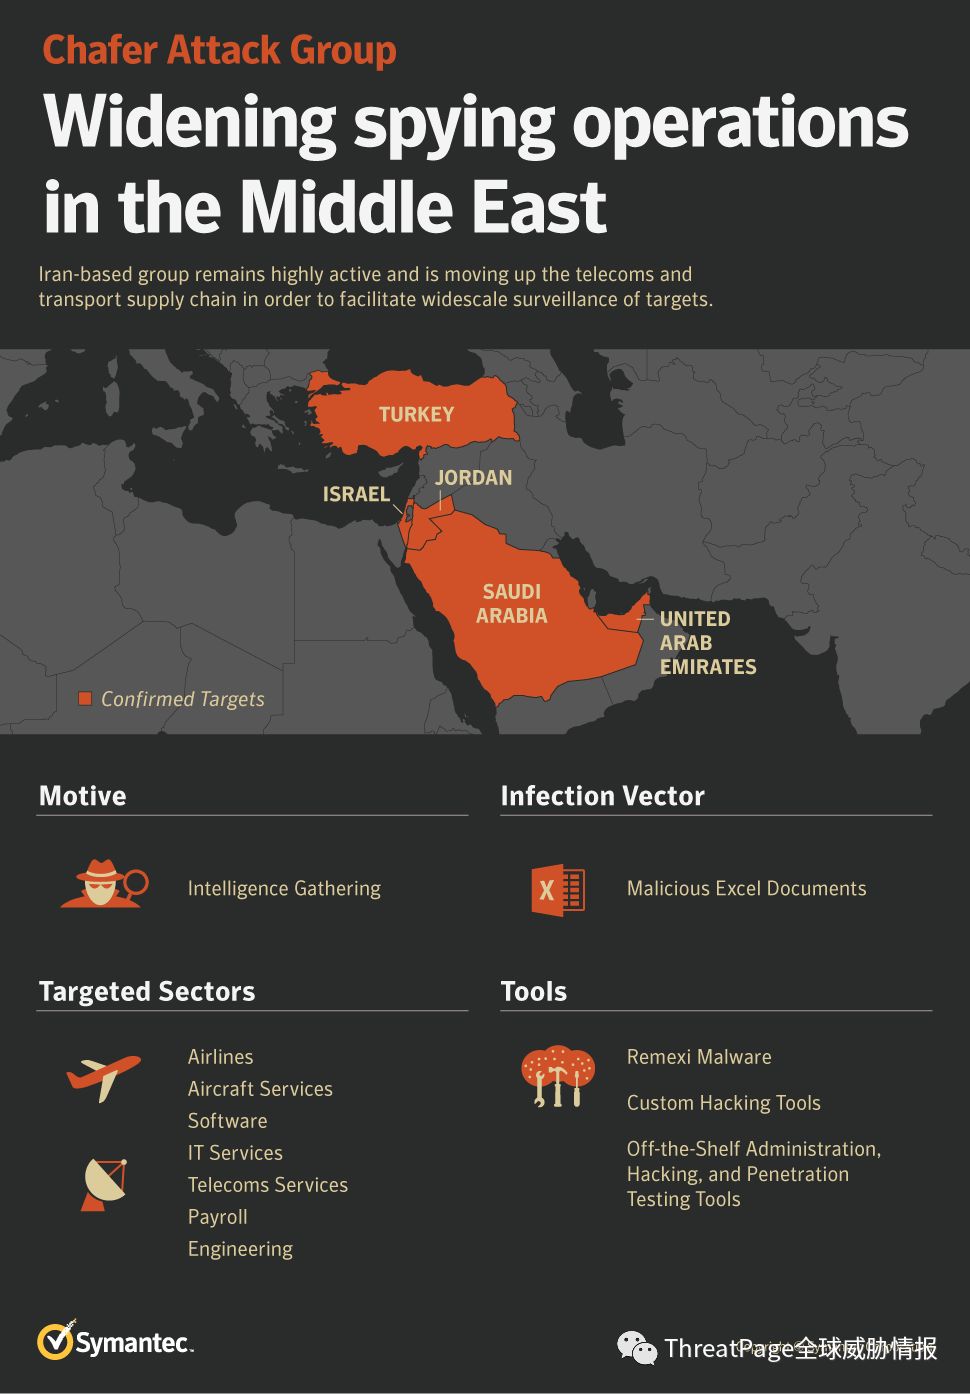 Chafer Attack Group
Widening spying operations
in the Middle East
Iran-based group remains highly active and is moving up the telecoms and
transport supply chain in order to facilitate widescale surveillance of targets.
TURKEY
JORDAN
ISRAEL
SAUDI
ARABIA
UNITED
ARAB
EMIRATES
Confirmed Targets
Motive
Intelligence Gathering
Infection Vector
X
Malicious Excel Documents
Targeted Sectors
Airlines
Aircraft Services
Software
IT Services
Telecoms Services
Payroll
Engineering
Tools
Remexi Malware
Custom Hacking Tools
Off-the-Shelf Administration,
Hacking, and Penetration
Testing Tools
Symantec
ThreatPage全球威胁情报